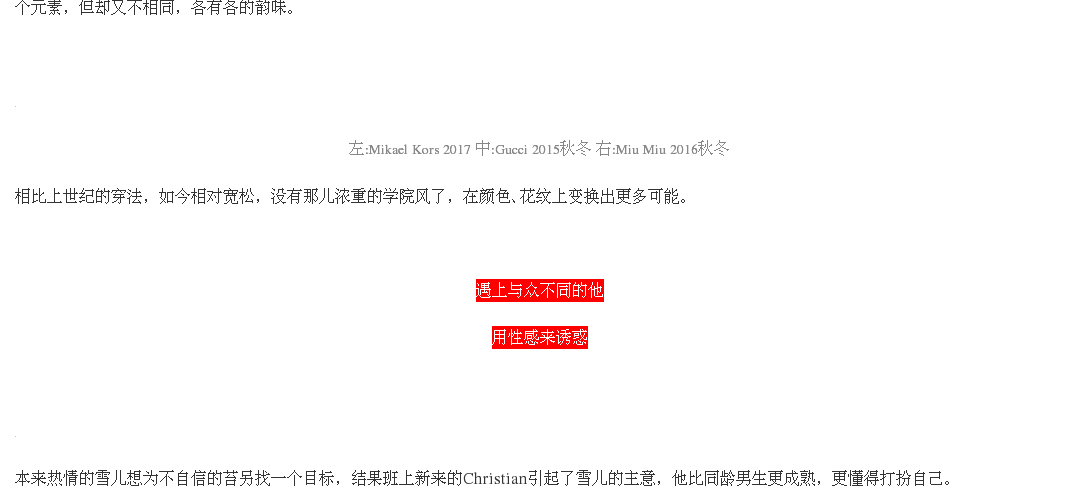 个元素，但却又不相同，各有各的韵味。
左:Mikael Kors 2017 中:Gucci 2015秋冬 右:Miu Miu 2016秋冬
相比上世纪的穿法，如今相对宽松，没有那儿浓重的学院风了，在颜色、花纹上变换出更多可能。
遇上与众不同的他
用性感来诱惑
本来热情的雪儿想为不自信的苔另找一个目标，结果班上新来的Christian引起了雪儿的主意，他比同龄男生更成熟，更懂得打扮自己。